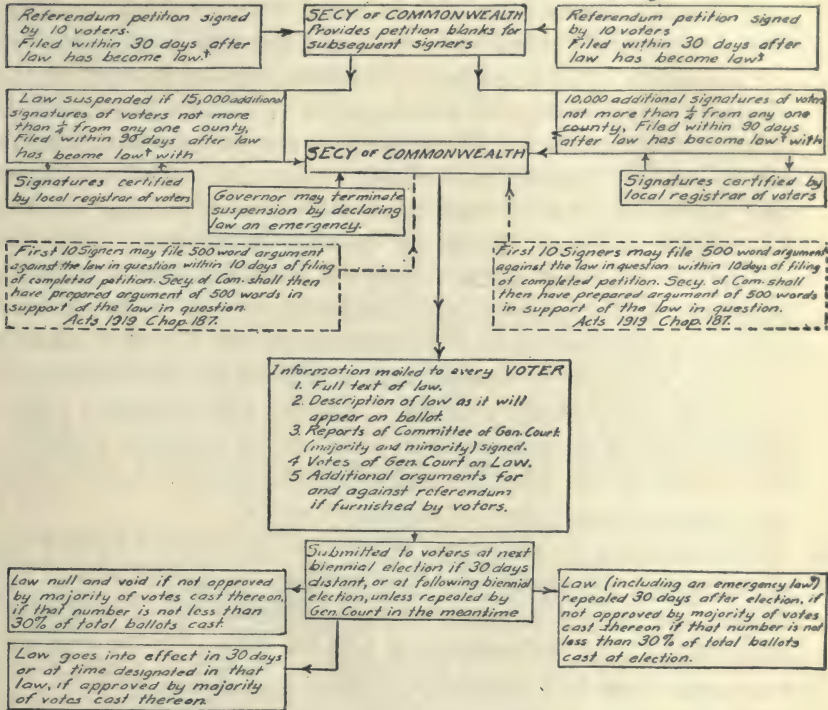 Referendum petition signed
by 10 voters.
Filed within 30 days after
law has become law.†
SECY OF COMMONWEALTH
Provides petition blanks for
subsequent signers
Referendum petition signed
by 10 voters
Filed within 30 days after
law has become law‡
Law suspended if 15,000 additional
signatures of voters not more
than ¼ from any one county,
Filed within 90 days after law
has become law† with
10,000 additional signatures of voters
not more than ¼ from any one
county, Filed within 90 days
after law has become law† with
SECY OF COMMONWEALTH
Signatures certified
by local registrar of voters
Governor may terminate
suspension by declaring
law an emergency.
Signatures certified by
local registrar of voters
First 10 Signers may file 500 word argument
against the law in question within 10 days of filing
of completed petition. Secy. of Com. shall then
have prepared argument of 500 words in
support of the law in question.
Acts 1919 Chap. 187.
First 10 Signers may file 500 word argument
against the law in question within 10 days of filing
of completed petition. Secy. of Com. shall
then have prepared argument of 500 words
in support of the law in question.
Acts 1919 Chap. 187.
Information mailed to every VOTER
1. Full text of law.
2. Description of law as it will
appear on ballot.
3. Reports of Committee of Gen. Court
(majority and minority) signed.
4 Votes of Gen. Court on Law.
5 Additional arguments for
and against referendum
if furnished by voters.
Submitted to voters at next
biennial election if 30 days
distant, or at following biennial
election, unless repealed by
Gen. Court in the meantime
Law null and void if not approved
by majority of votes cast thereon,
if that number is not less than
30% of total ballots cast.
Law (including an emergency law)
repealed 30 days after election, if
not approved by majority of votes
cast thereon if that number is not
less than 30% of total ballots
cast at election.
Law goes into effect in 30 days
or at time designated in that
law, if approved by majority
of votes cast thereon.